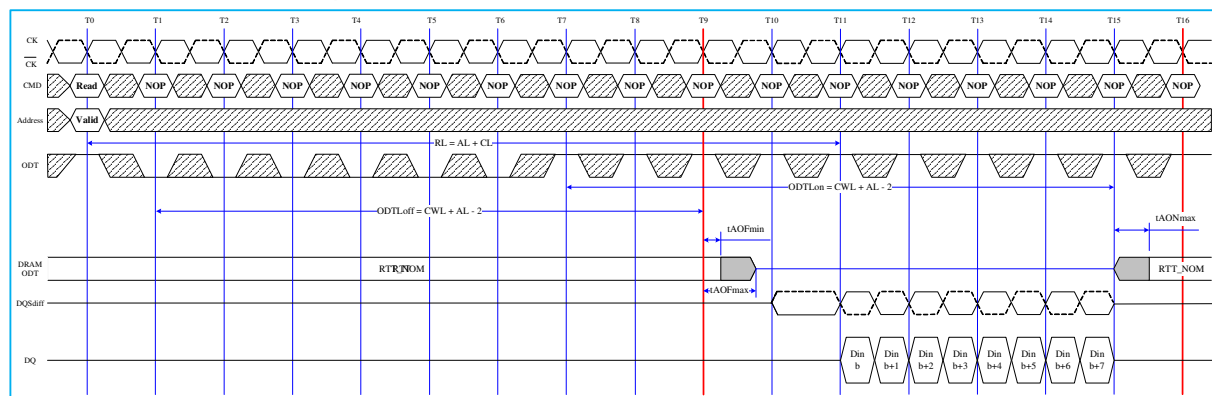 T0 T1 T2 T3 T4 T5 T6 T7 T8 T9 T10 T11 T12 T13 T14 T15 T16
CK
CK
CMD Read NOP NOP NOP NOP NOP NOP NOP NOP NOP NOP NOP NOP NOP NOP NOP NOP
Address Valid
RL = AL + CL
ODT
ODTLon = CWL + AL - 2
ODTLoff = CWL + AL - 2
tAOFmin tAONmax
DRAM ODT RTT_NOM RTT_NOM
tAOFmax
DQSdiff
DQ Din b Din b+1 Din b+2 Din b+3 Din b+4 Din b+5 Din b+6 Din b+7